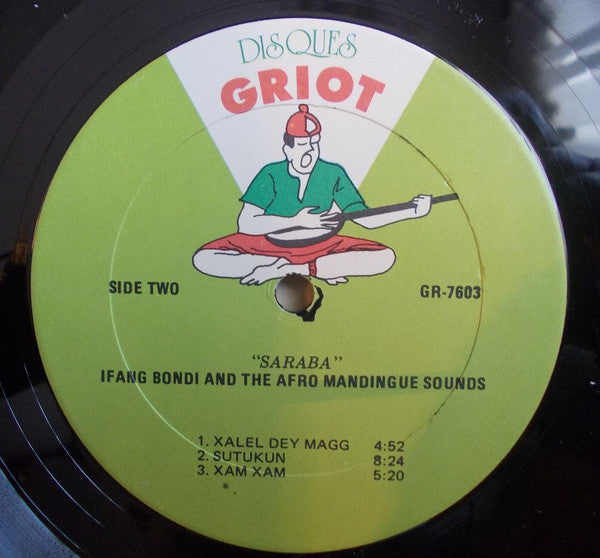 DISQUES
GRIOT
SIDE TWO
GR-7603
"SARABA"
IFANG BONDI AND THE AFRO MANDINGUE SOUNDS
1. XALEL DEY MAGG 4:52
2. SUTUKUN 8:24
3. XAM XAM 5:20